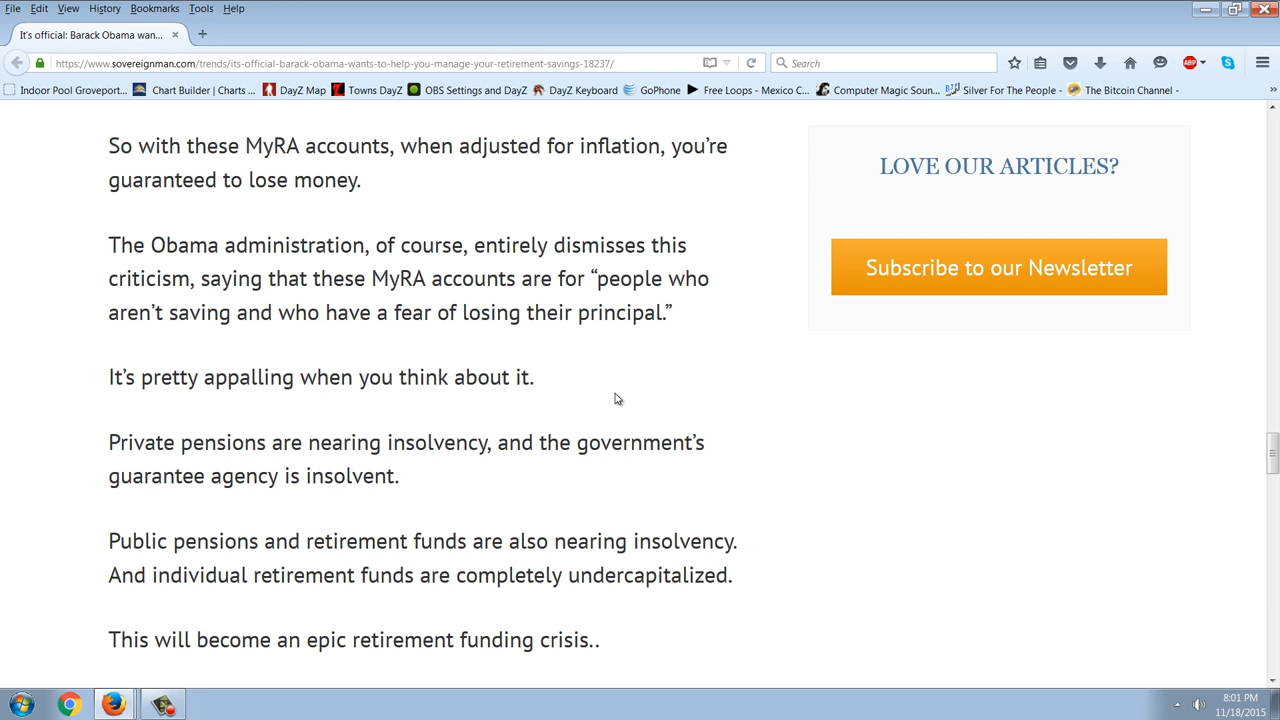 File Edit View History Bookmarks Tools Help
It's official: Barack Obama wan... × +
https://www.sovereignman.com/trends/its-official-barack-obama-wants-to-help-you-manage-your-retirement-savings-18237/ Search ABP
Indoor Pool Groveport... Chart Builder | Charts ... DayZ Map Towth DayZ OBS Settings and DayZ DayZ Keyboard GoPhone Free Loops - Mexico C... Computer Magic Soun... Silver For The People - The Bitcoin Channel - »
So with these MyRA accounts, when adjusted for inflation, you’re
guaranteed to lose money.
The Obama administration, of course, entirely dismisses this
criticism, saying that these MyRA accounts are for “people who
aren’t saving and who have a fear of losing their principal.”
It’s pretty appalling when you think about it.
Private pensions are nearing insolvency, and the government’s
guarantee agency is insolvent.
Public pensions and retirement funds are also nearing insolvency.
And individual retirement funds are completely undercapitalized.
This will become an epic retirement funding crisis..
LOVE OUR ARTICLES?
Subscribe to our Newsletter
8:01 PM
11/18/2015